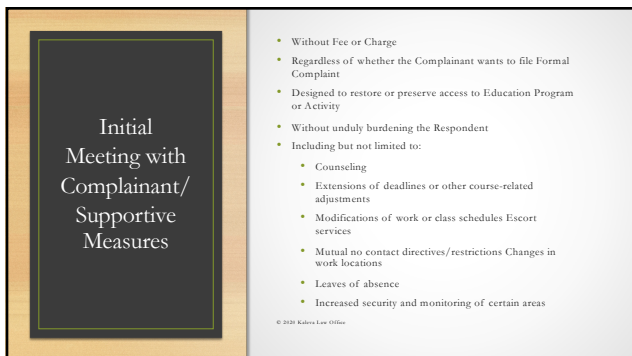 Initial
Meeting with
Complainant/
Supportive
Measures
• Without Fee or Charge
• Regardless of whether the Complainant wants to file Formal
Complaint
• Designed to restore or preserve access to Education Program
or Activity
• Without unduly burdening the Respondent
• Including but not limited to:
• Counseling
• Extensions of deadlines or other course-related
adjustments
• Modifications of work or class schedules Escort
services
• Mutual no contact directives/restrictions Changes in
work locations
• Leaves of absence
• Increased security and monitoring of certain areas
© 2020 Kaleva Law Office